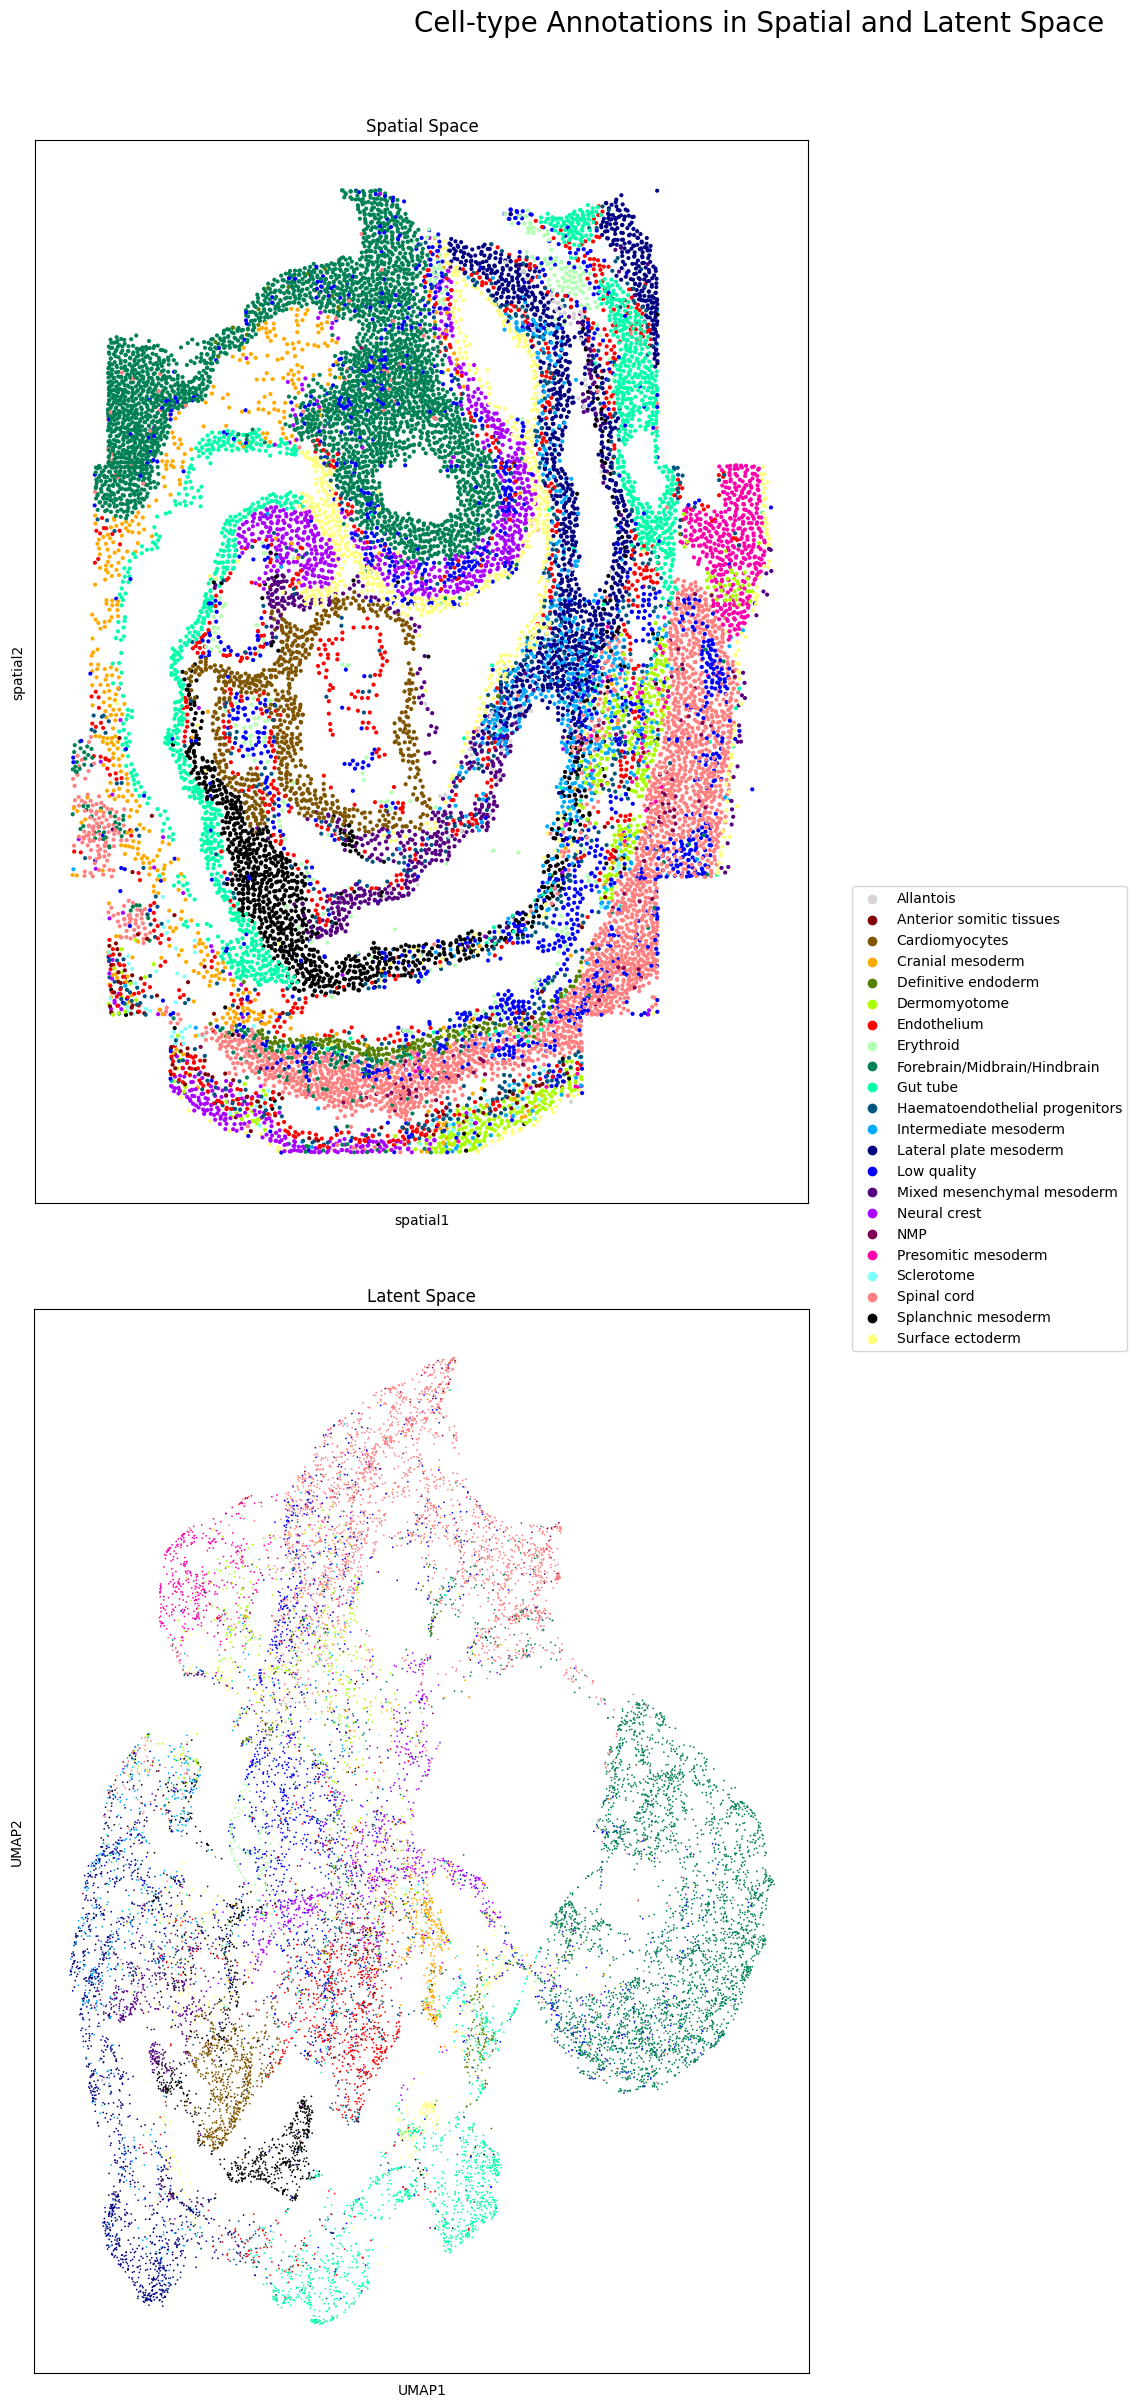 Cell-type Annotations in Spatial and Latent Space
Spatial Space
spatial2
spatial1
Allantois
Anterior somitic tissues
Cardiomyocytes
Cranial mesoderm
Definitive endoderm
Dermomyotome
Endothelium
Erythroid
Forebrain/Midbrain/Hindbrain
Gut tube
Haematoendothelial progenitors
Intermediate mesoderm
Lateral plate mesoderm
Low quality
Mixed mesenchymal mesoderm
Neural crest
NMP
Presomitic mesoderm
Sclerotome
Spinal cord
Splanchnic mesoderm
Surface ectoderm
Latent Space
UMAP2
UMAP1